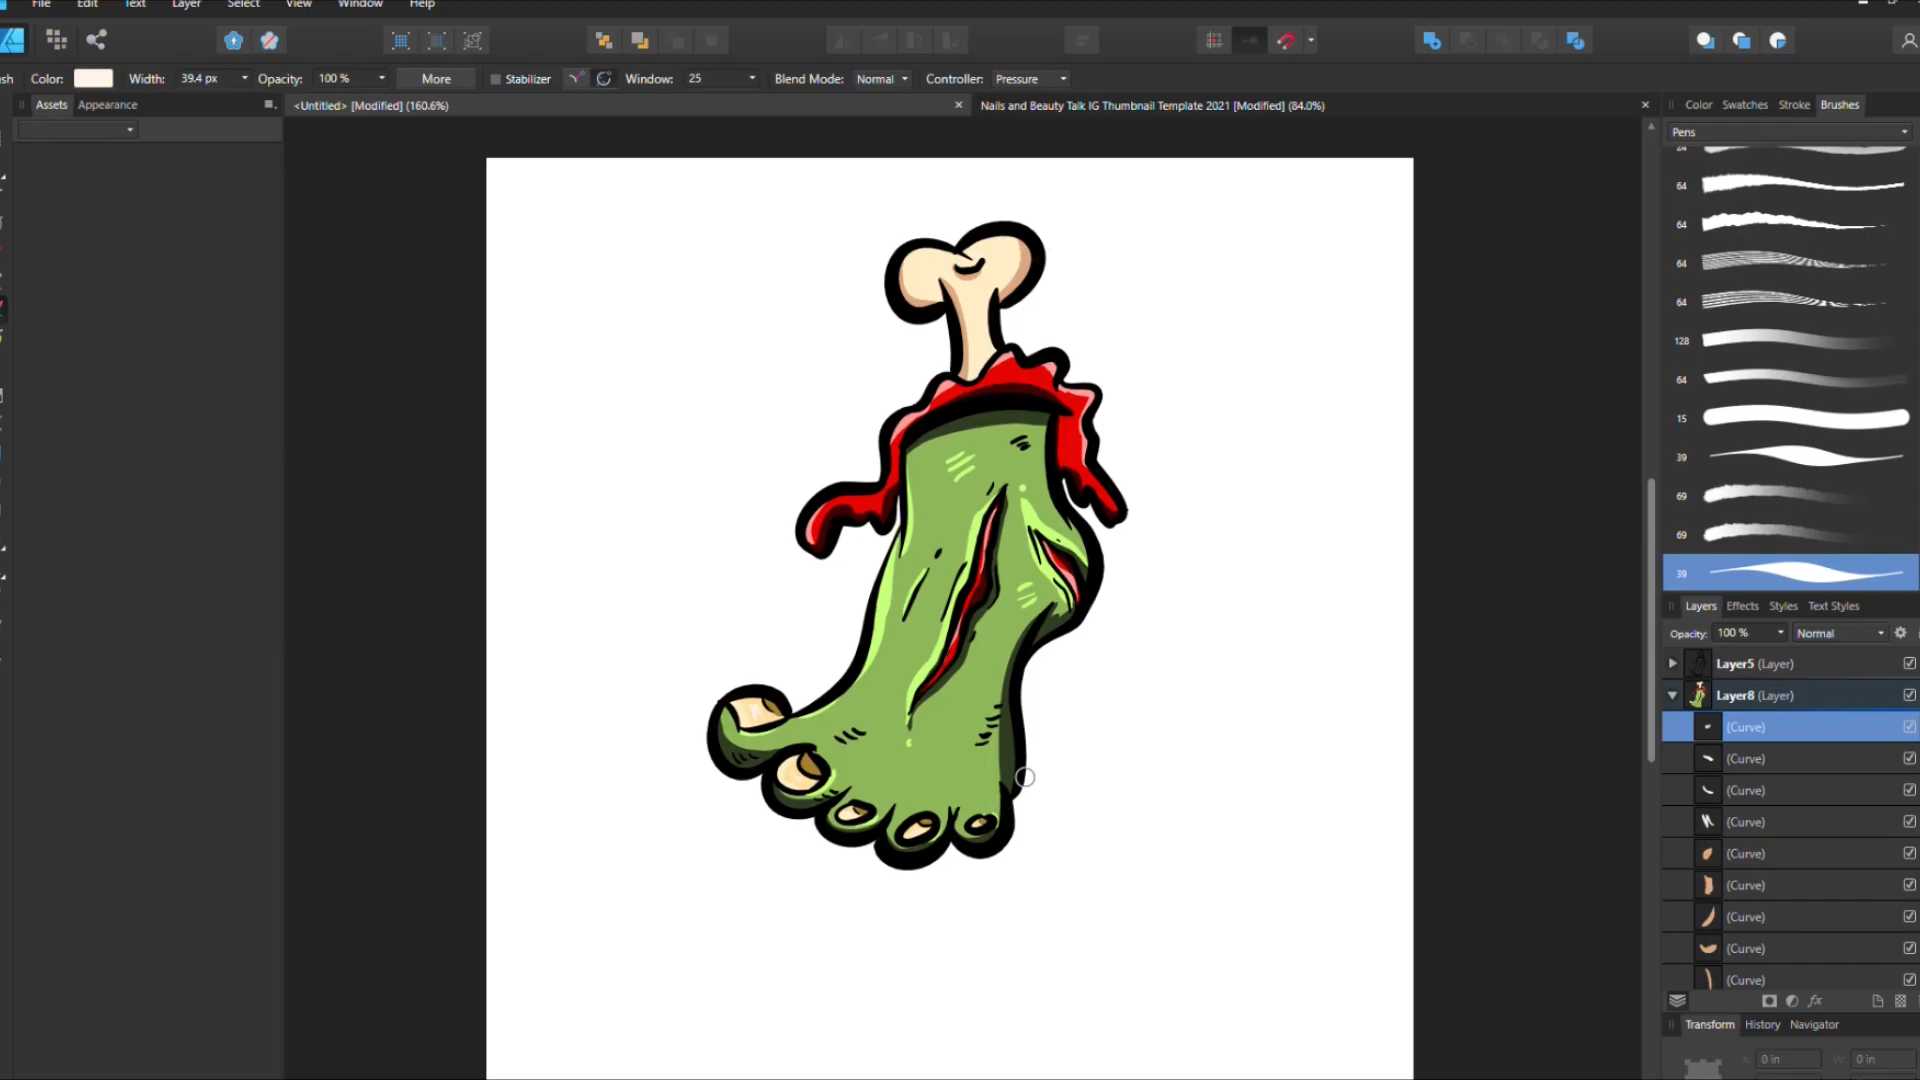 File Edit Text Layer Select View Window Help
Color: Width: 39.4 px Opacity: 100 % More Stabilizer Window: 25 Blend Mode: Normal Controller: Pressure
Assets Appearance <Untitled> [Modified] (160.6%) Nails and Beauty Talk IG Thumbnail Template 2021 [Modified] (84.0%) Color Swatches Stroke Brushes
Pens
24
64
64
64
64
128
64
15
39
69
69
39
Layers Effects Styles Text Styles
Opacity: 100 % Normal
Layer5 (Layer)
Layer8 (Layer)
(Curve)
(Curve)
(Curve)
(Curve)
(Curve)
(Curve)
(Curve)
(Curve)
(Curve)
fx
Transform History Navigator
X: 0 in W: 0 in